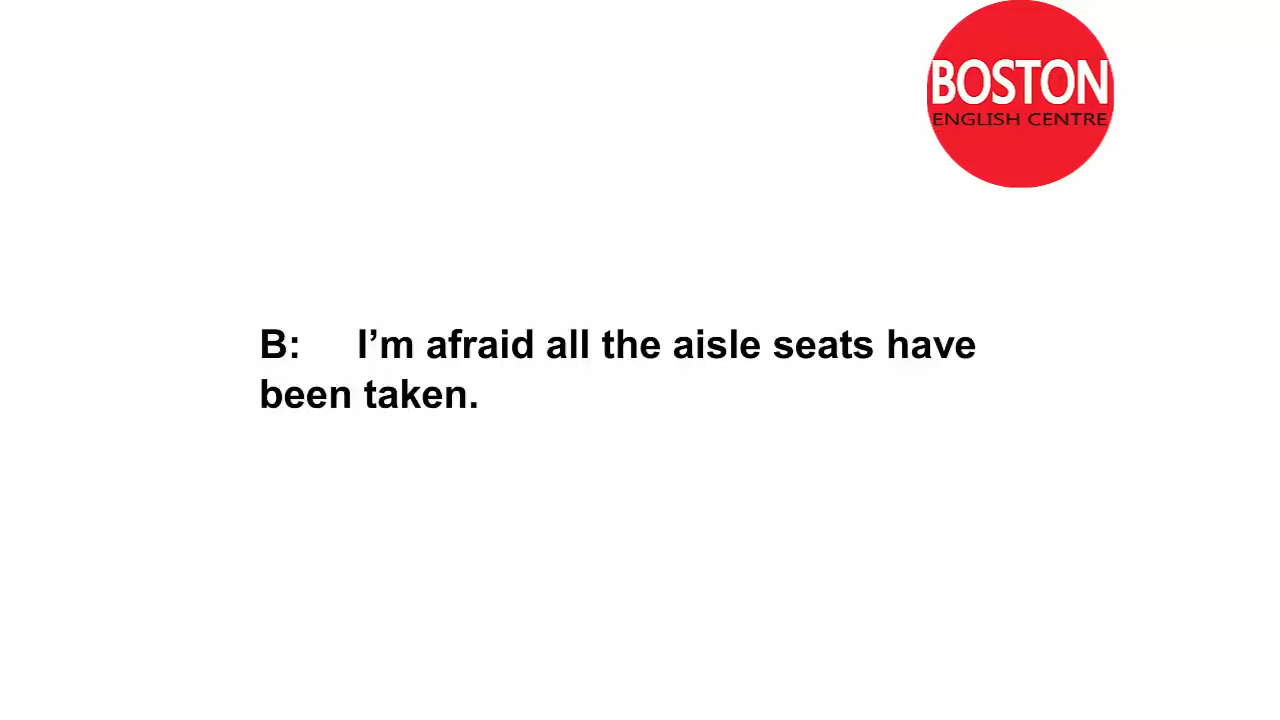 BOSTON
ENGLISH CENTRE
B: I’m afraid all the aisle seats have
been taken.